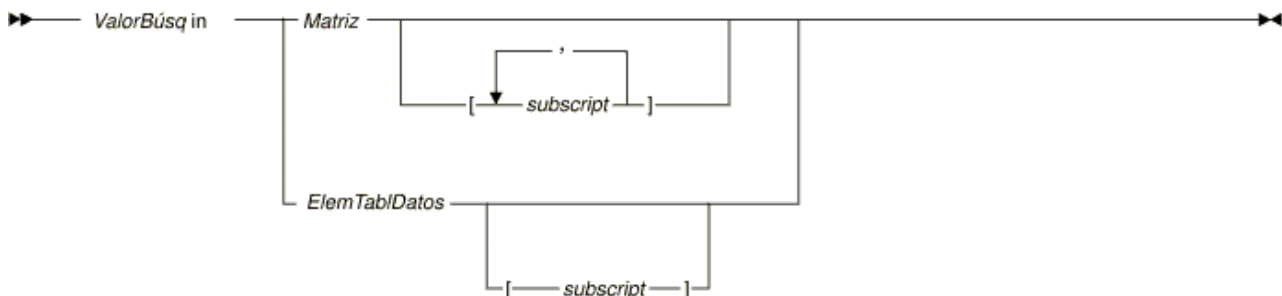 ValorBúsq in Matriz
,
[ subscript ]
ElemTablDatos
[ subscript ]